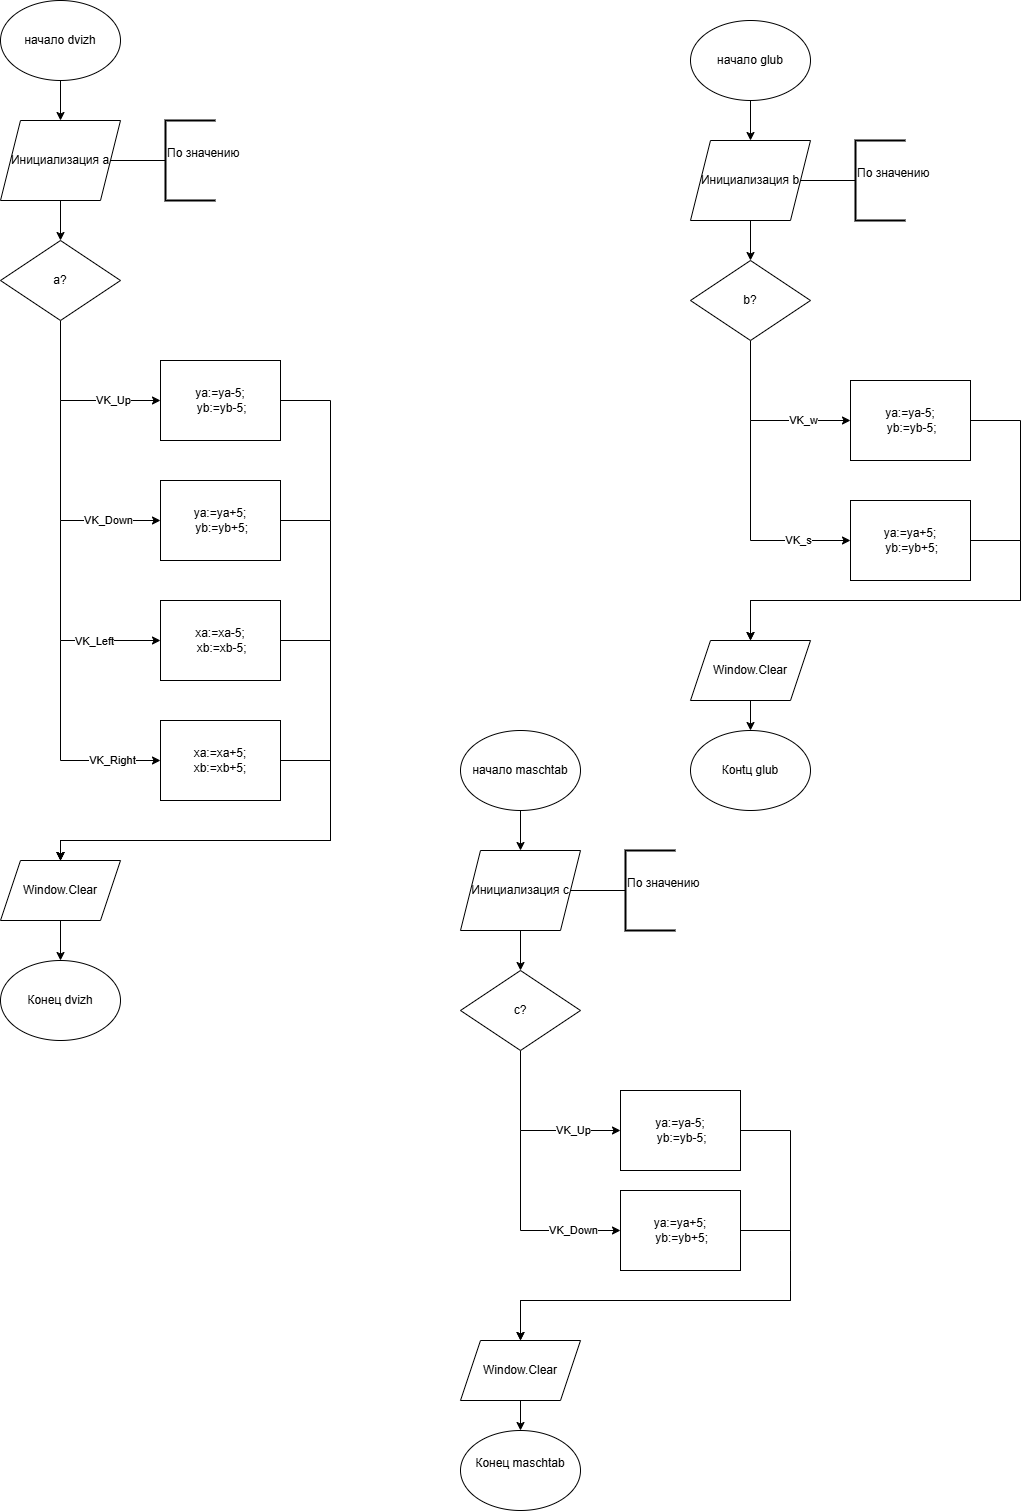 начало dvizh
Инициализация a
По значению
a?
VK_Up
ya:=ya-5;
yb:=yb-5;
VK_Down
ya:=ya+5;
yb:=yb+5;
VK_Left
xa:=xa-5;
xb:=xb-5;
VK_Right
xa:=xa+5;
xb:=xb+5;
Window.Clear
Конец dvizh
начало glub
Инициализация b
По значению
b?
VK_w
ya:=ya-5;
yb:=yb-5;
VK_s
ya:=ya+5;
yb:=yb+5;
Window.Clear
Конtц glub
начало maschtab
Инициализация c
По значению
c?
VK_Up
ya:=ya-5;
yb:=yb-5;
VK_Down
ya:=ya+5;
yb:=yb+5;
Window.Clear
Конец maschtab